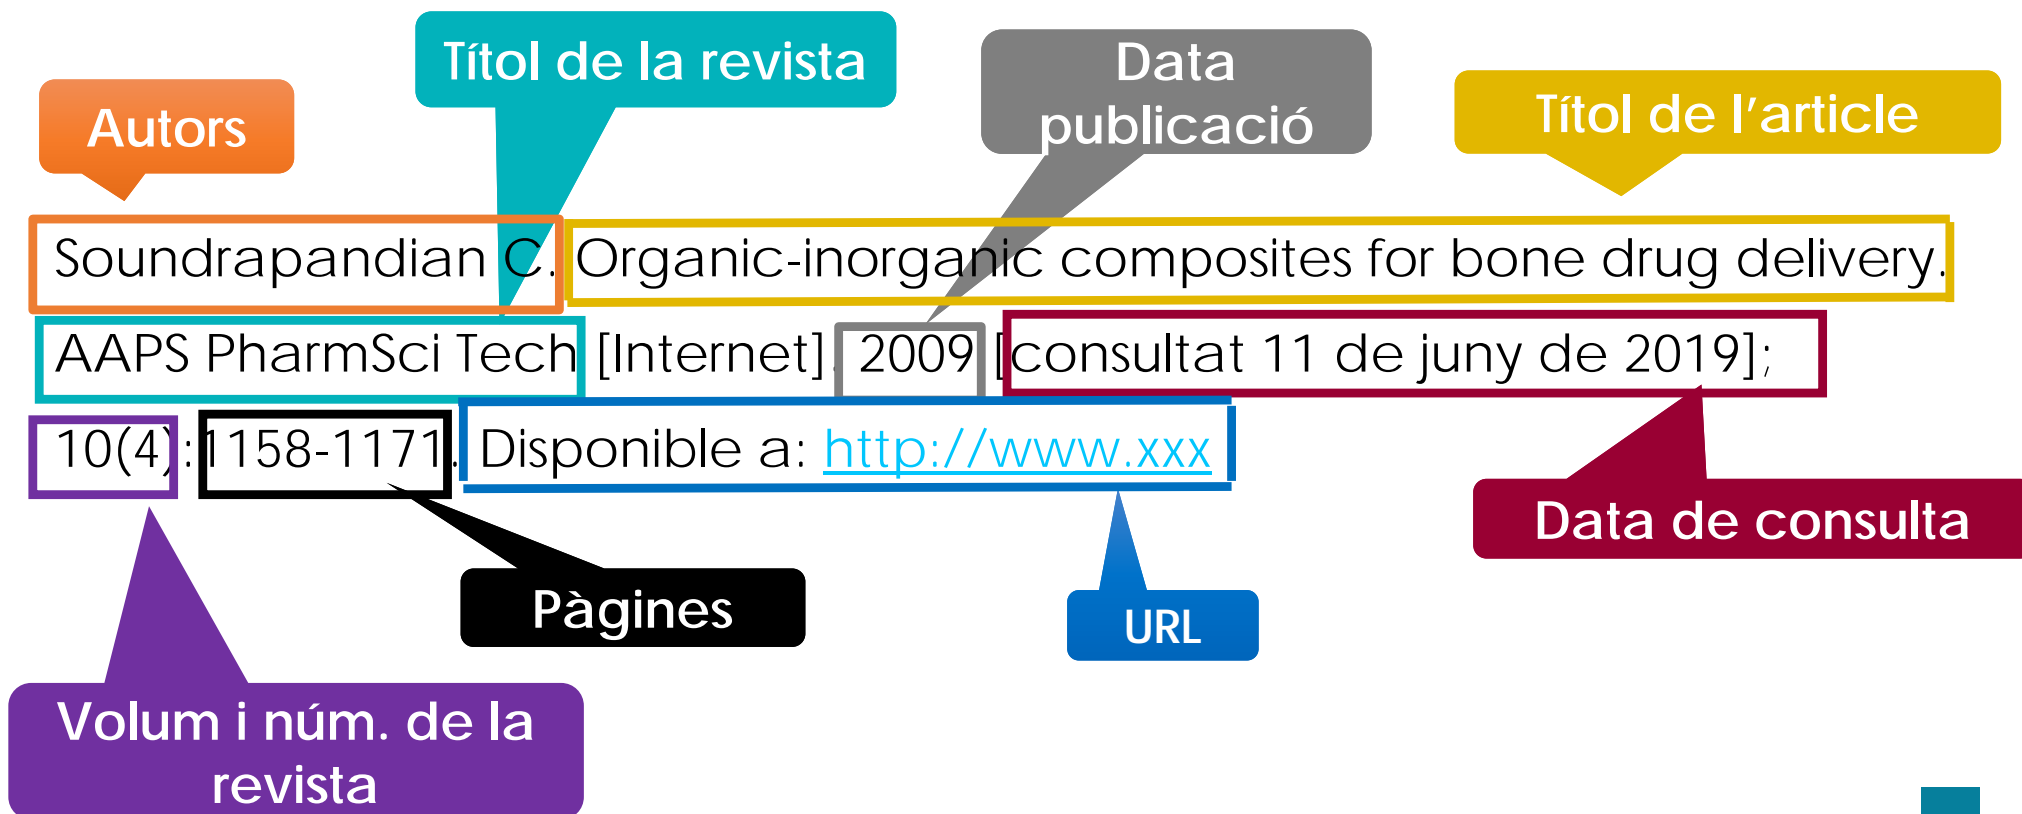 Títol de la revista
Data
publicació
Títol de l’article
Autors
Soundrapandian C. Organic-inorganic composites for bone drug delivery.
AAPS PharmSci Tech [Internet]. 2009 [consultat 11 de juny de 2019];
10(4):1158-1171. Disponible a: http://www.xxx
Data de consulta
Pàgines
URL
Volum i núm. de la
revista